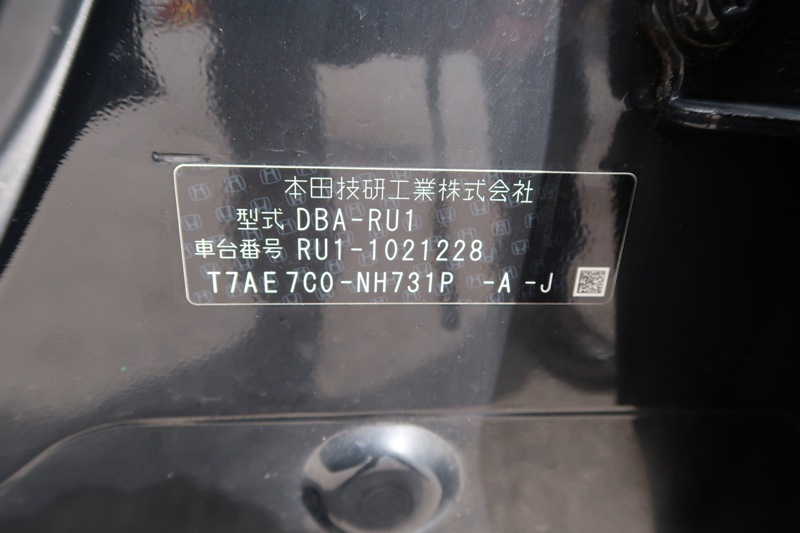 本田技研工業株式会社
型式 DBA-RU1
車台番号 RU1-1021228
T7AE7C0-NH731P -A-J